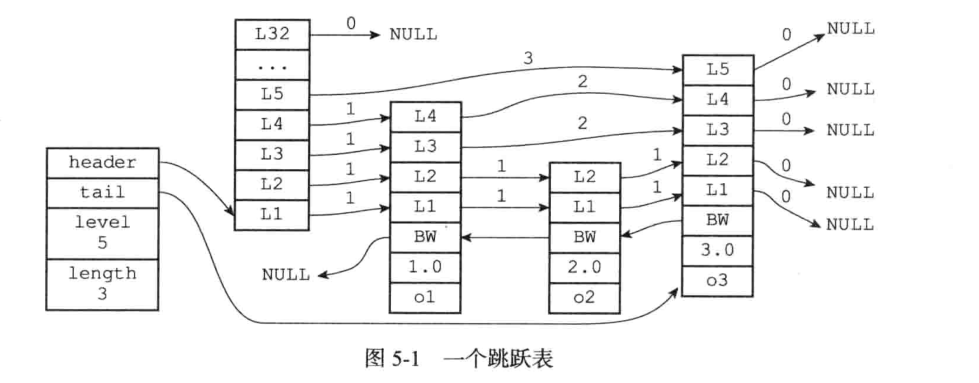 header
tail
level
5
length
3
L32
...
L5
L4
L3
L2
L1
0
NULL
3
1
1
1
1
L4
L3
L2
L1
BW
1.0
o1
NULL
2
2
1
1
L2
L1
BW
2.0
o2
1
1
L5
L4
L3
L2
L1
BW
3.0
o3
0
NULL
0
NULL
0
NULL
0
NULL
0
NULL
图 5-1 一个跳跃表